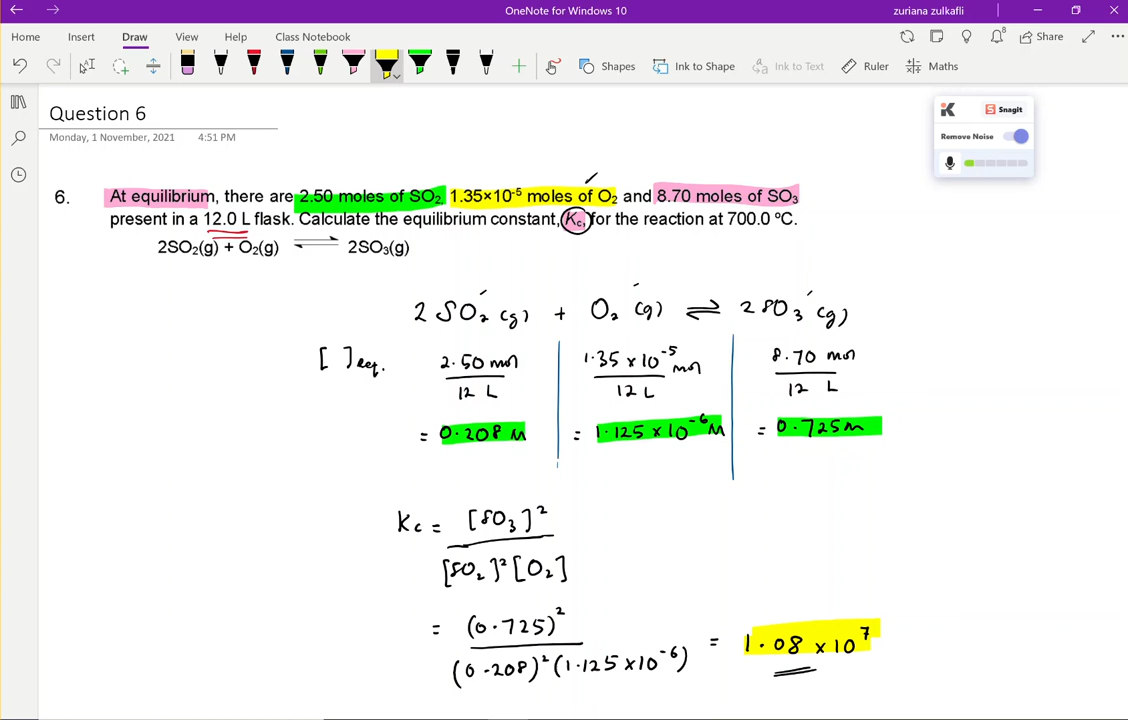 OneNote for Windows 10
zuriana zulkafli
Home Insert Draw View Help Class Notebook
8 Share
Shapes Ink to Shape Ink to Text Ruler Maths
Question 6
Monday, 1 November, 2021 4:51 PM
Snagit
Remove Noise
6. At equilibrium, there are 2.50 moles of SO₂, 1.35×10⁻⁵ moles of O₂ and 8.70 moles of SO₃
present in a 12.0 L flask. Calculate the equilibrium constant, Kc, for the reaction at 700.0 ºC.
2SO₂(g) + O₂(g) ⇌ 2SO₃(g)
2 SO₂ (g) + O₂ (g) ⇌ 2 SO₃ (g)
[ ]eq. 2.50 mol 1.35 x 10⁻⁵ mol 8.70 mol
12 L 12 L 12 L
= 0.208 M = 1.125 x 10⁻⁶ M = 0.725 M
Kc = [SO₃]²
[SO₂]² [O₂]
= (0.725)² = 1.08 x 10⁷
(0.208)² (1.125 x 10⁻⁶)